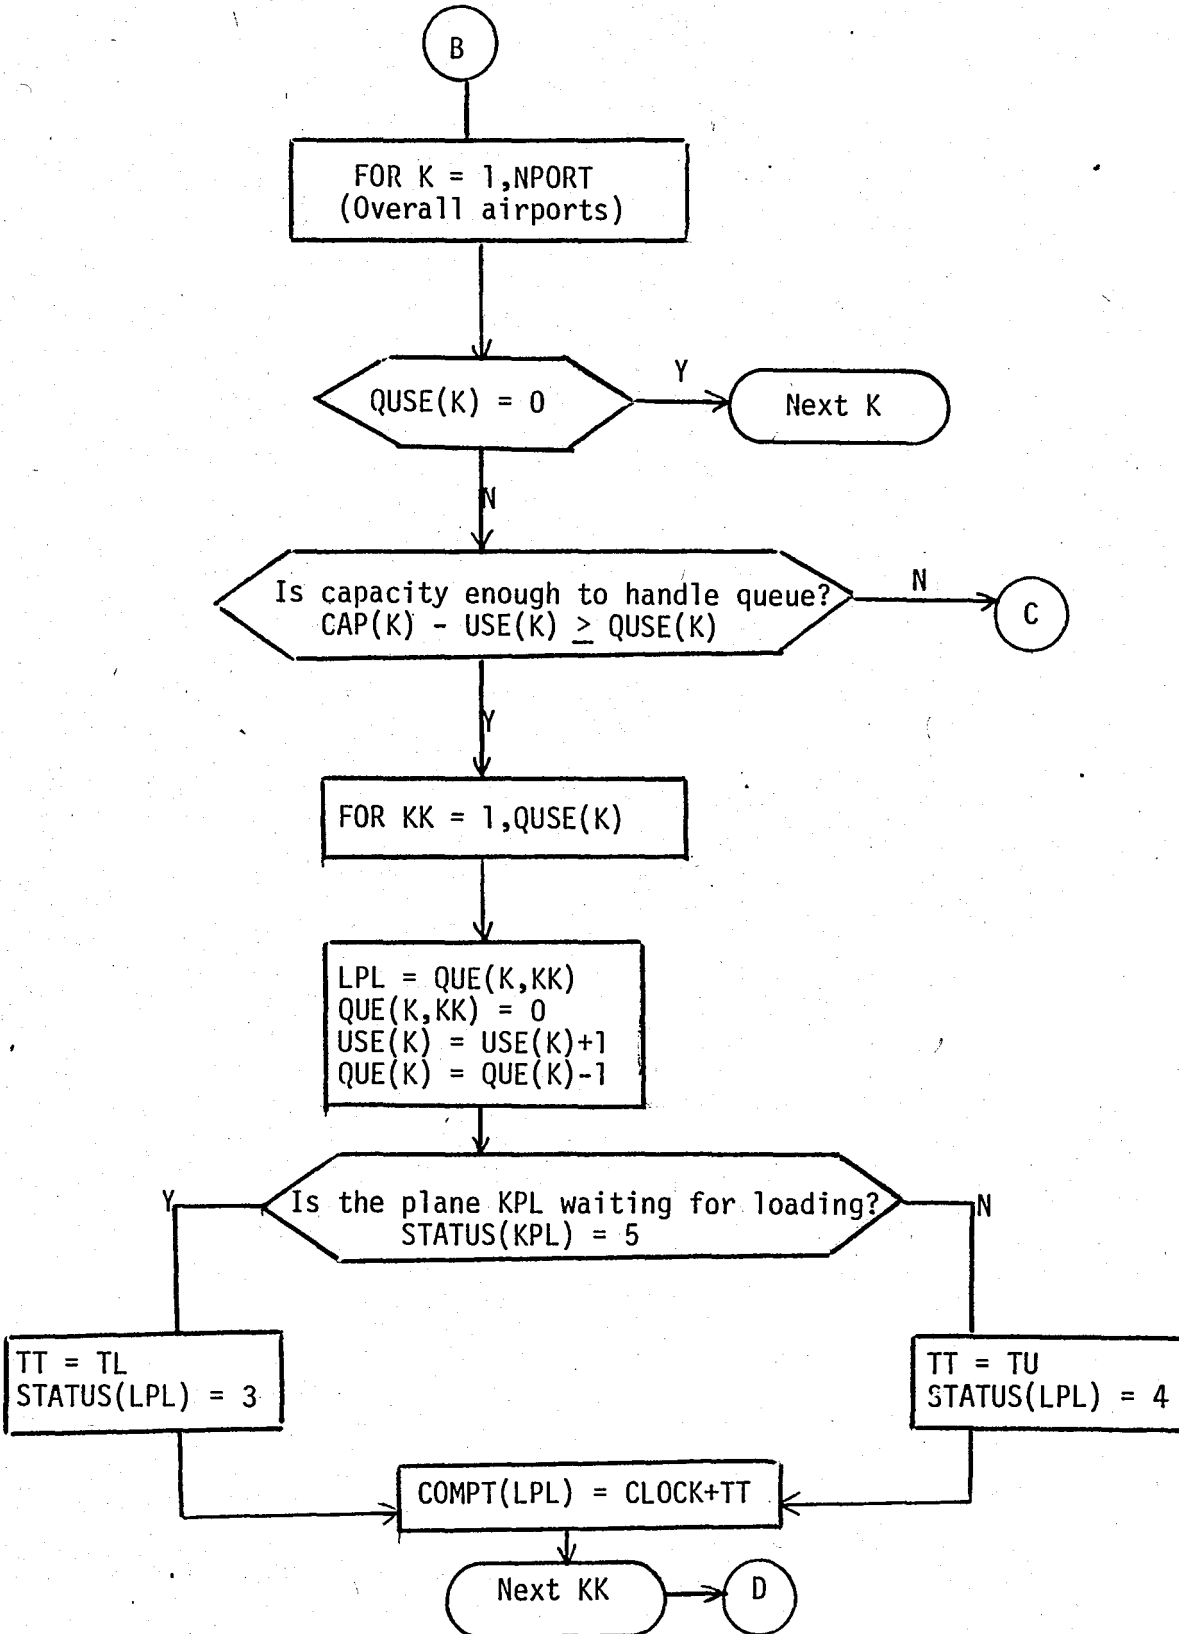 B
FOR K = 1,NPORT
(Overall airports)
QUSE(K) = 0
Y
Next K
N
Is capacity enough to handle queue?
CAP(K) - USE(K) ≥ QUSE(K)
N
C
Y
FOR KK = 1,QUSE(K)
LPL = QUE(K,KK)
QUE(K,KK) = 0
USE(K) = USE(K)+1
QUE(K) = QUE(K)-1
Y
Is the plane KPL waiting for loading?
STATUS(KPL) = 5
N
TT = TL
STATUS(LPL) = 3
TT = TU
STATUS(LPL) = 4
COMPT(LPL) = CLOCK+TT
Next KK
D